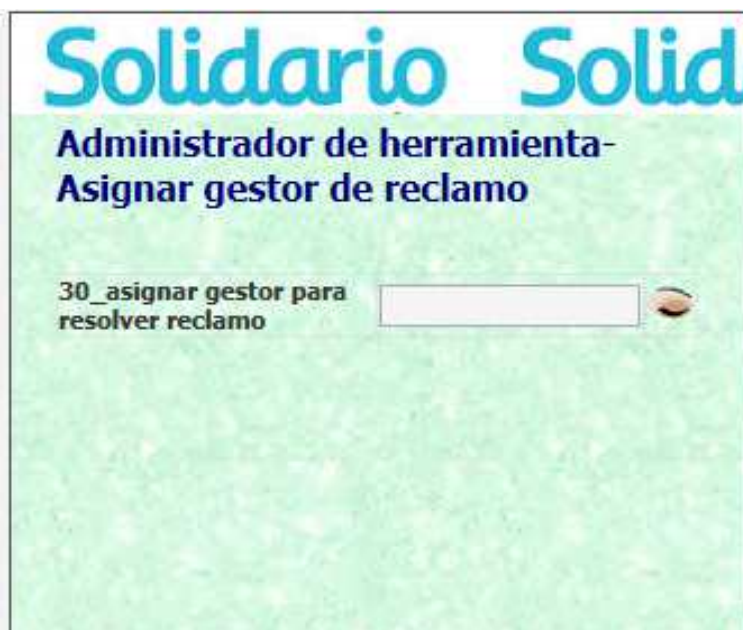 Solidario Solid
Administrador de herramienta-
Asignar gestor de reclamo
30_asignar gestor para
resolver reclamo